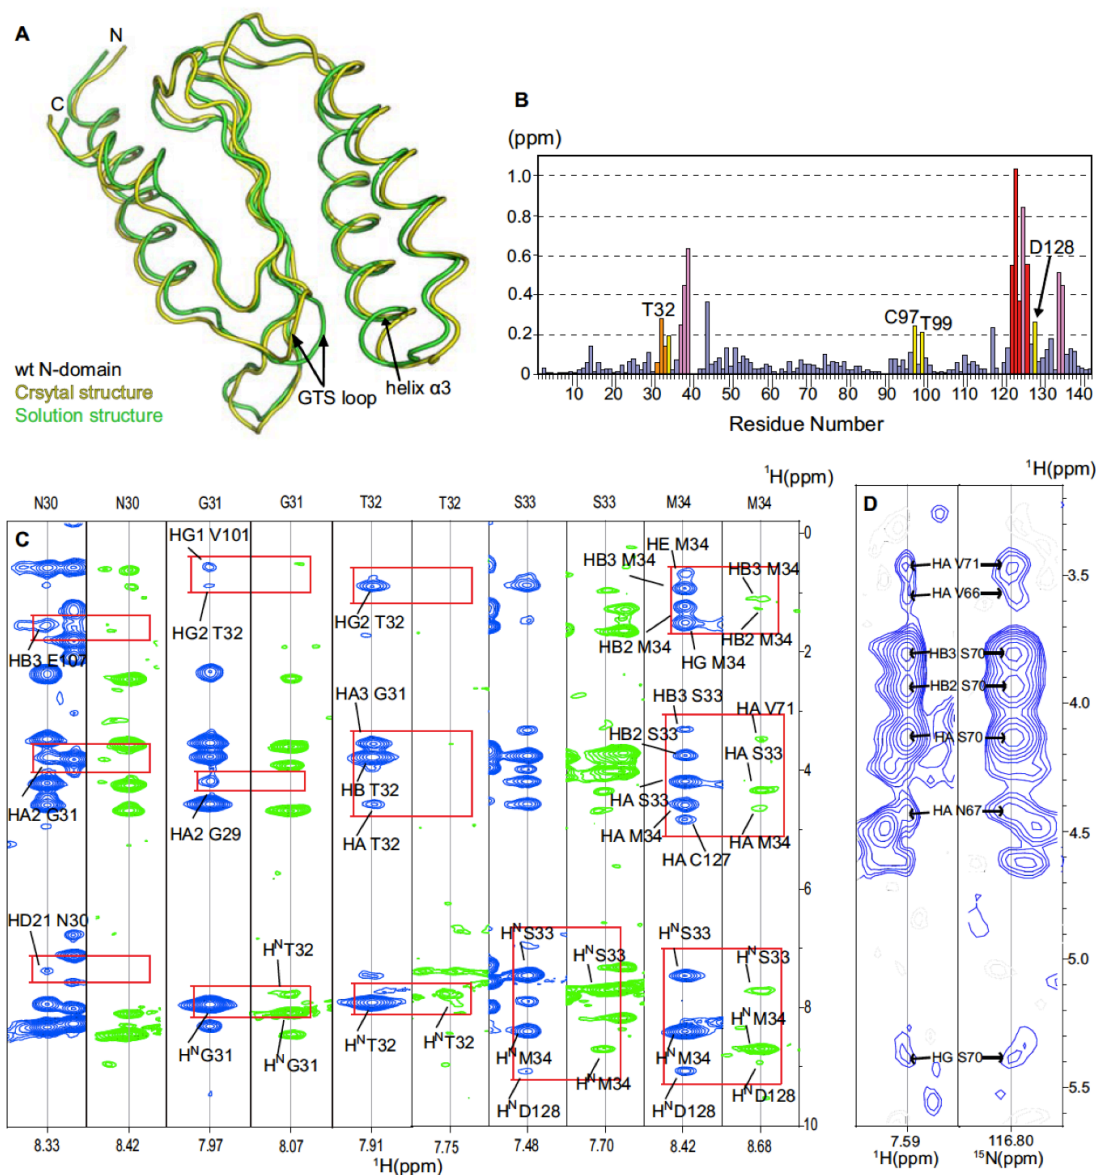 A
N
C
GTS loop
helix α3
wt N-domain
Crsytal structure
Solution structure
B
(ppm)
1.0
0.8
0.6
0.4
0.2
0
T32
C97
T99
D128
10 20 30 40 50 60 70 80 90 100 110 120 130 140
Residue Number
¹H(ppm)
N30 N30 G31 G31 T32 T32 S33 S33 M34 M34
C
HG1 V101
HG2 T32
HB3 E107
HG2 T32
HE M34
HB3 M34
HB3 M34
HB2 M34
HB2 M34
HG M34
HA3 G31
HB3 S33
HA V71
HB2 S33
HA S33
HA2 G31
HA2 G29
HB T32
HA T32
HA S33
HA M34
HA M34
HA C127
HD21 N30
HᴺT32
HᴺS33
HᴺS33
HᴺS33
HᴺS33
HᴺG31
HᴺG31
HᴺT32
HᴺT32
HᴺM34
HᴺM34
HᴺM34
HᴺM34
HᴺD128
HᴺD128
HᴺD128
0
2
4
6
8
10
8.33 8.42 7.97 8.07 7.91 7.75 7.48 7.70 8.42 8.68
¹H(ppm)
¹H(ppm)
D
HA V71
HA V66
HB3 S70
HB2 S70
HA S70
HA N67
HG S70
3.5
4.0
4.5
5.0
5.5
7.59 116.80
¹H(ppm) ¹⁵N(ppm)